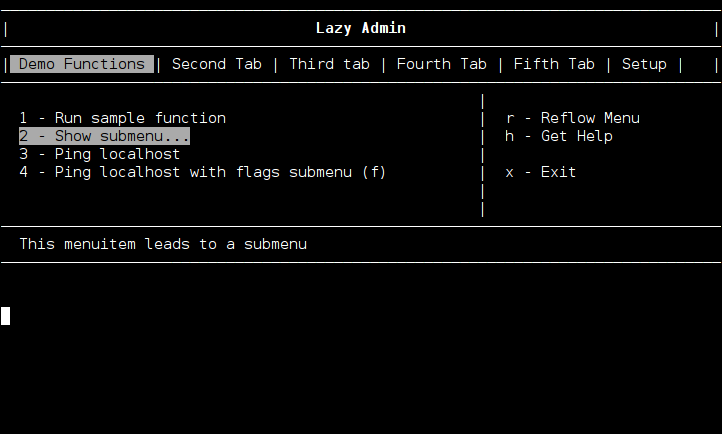 Lazy Admin
Demo Functions | Second Tab | Third tab | Fourth Tab | Fifth Tab | Setup |
1 - Run sample function | r - Reflow Menu
2 - Show submenu... | h - Get Help
3 - Ping localhost |
4 - Ping localhost with flags submenu (f) | x - Exit
This menuitem leads to a submenu